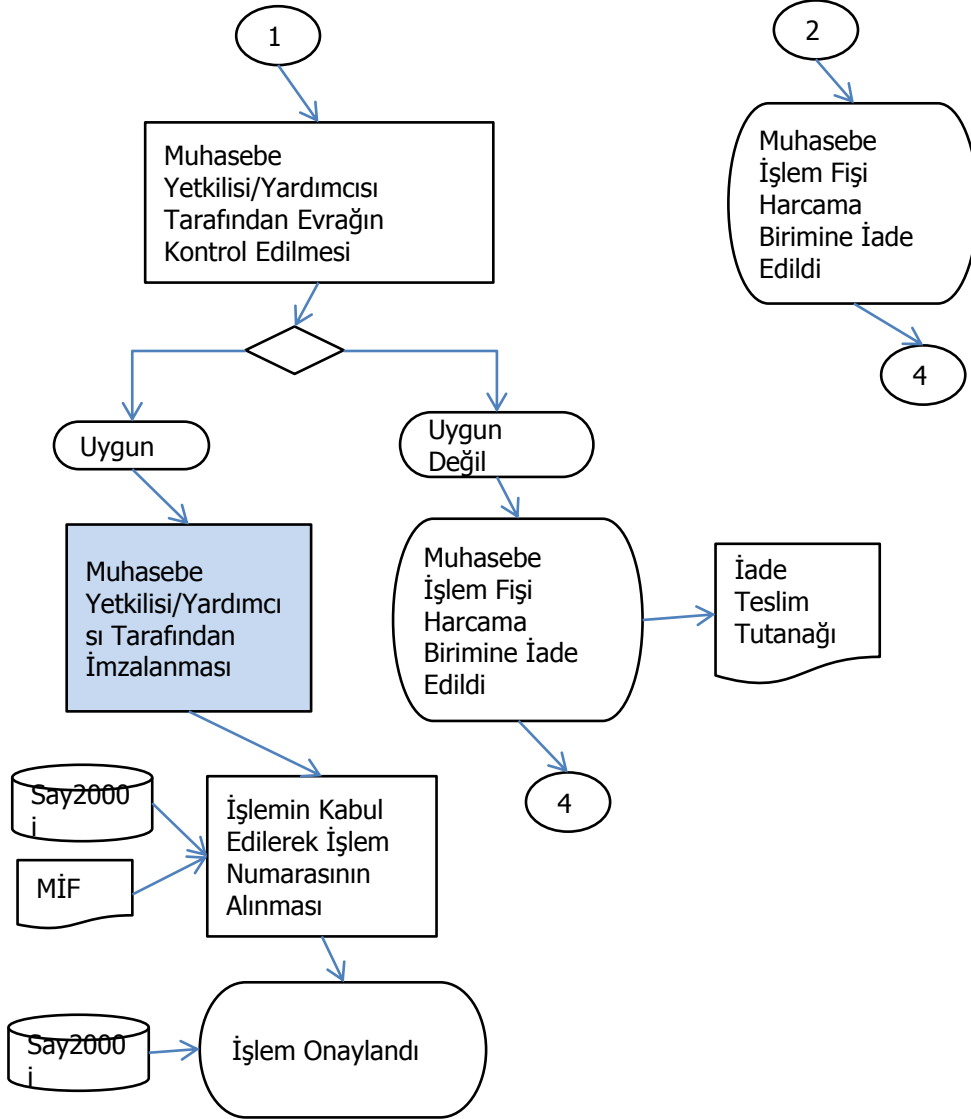 1
Muhasebe
Yetkilisi/Yardımcısı
Tarafından Evrağın
Kontrol Edilmesi
Uygun
Uygun
Değil
Muhasebe
Yetkilisi/Yardımcı
sı Tarafından
İmzalanması
Muhasebe
İşlem Fişi
Harcama
Birimine İade
Edildi
İade
Teslim
Tutanağı
4
Say2000
i
MİF
İşlemin Kabul
Edilerek İşlem
Numarasının
Alınması
Say2000
i
İşlem Onaylandı
2
Muhasebe
İşlem Fişi
Harcama
Birimine İade
Edildi
4